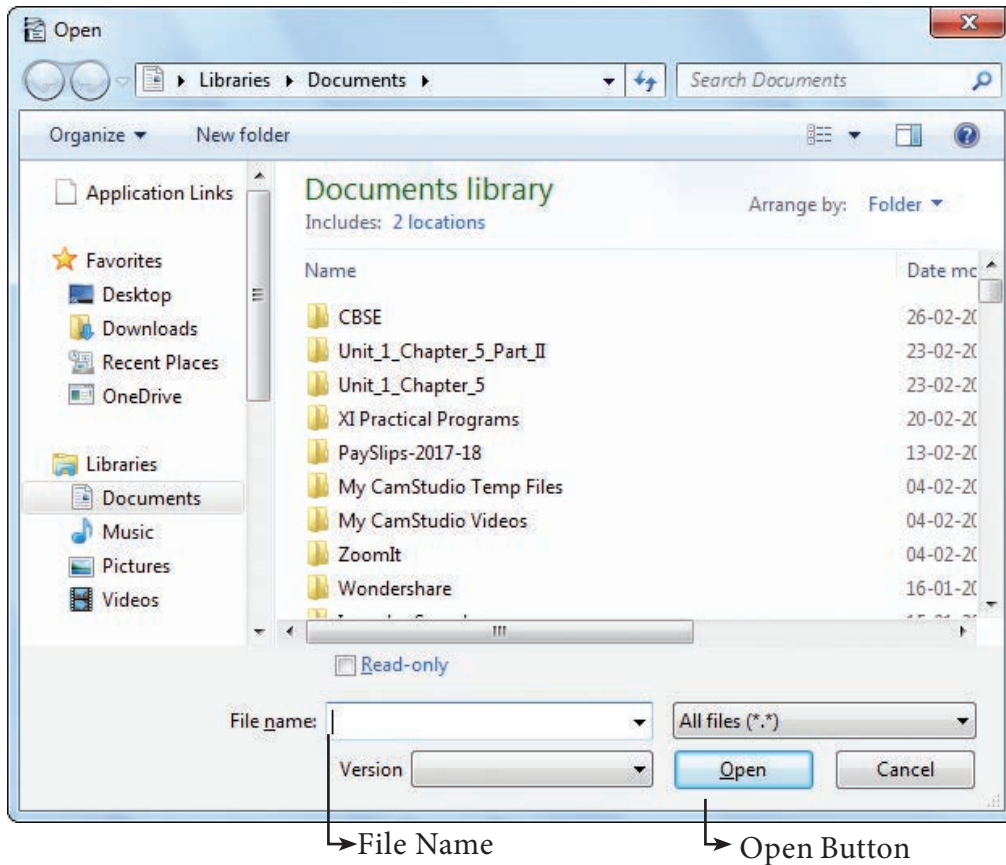 Open
Libraries Documents
Search Documents
Organize New folder
Application Links
Favorites
Desktop
Downloads
Recent Places
OneDrive
Libraries
Documents
Music
Pictures
Videos
Documents library
Includes: 2 locations
Arrange by: Folder
Name Date mo
CBSE 26-02-20
Unit_1_Chapter_5_Part_II 23-02-20
Unit_1_Chapter_5 23-02-20
XI Practical Programs 20-02-20
PaySlips-2017-18 13-02-20
My CamStudio Temp Files 04-02-20
My CamStudio Videos 04-02-20
ZoomIt 04-02-20
Wondershare 16-01-20
Read-only
File name: All files (*.*)
Version Open Cancel
File Name Open Button